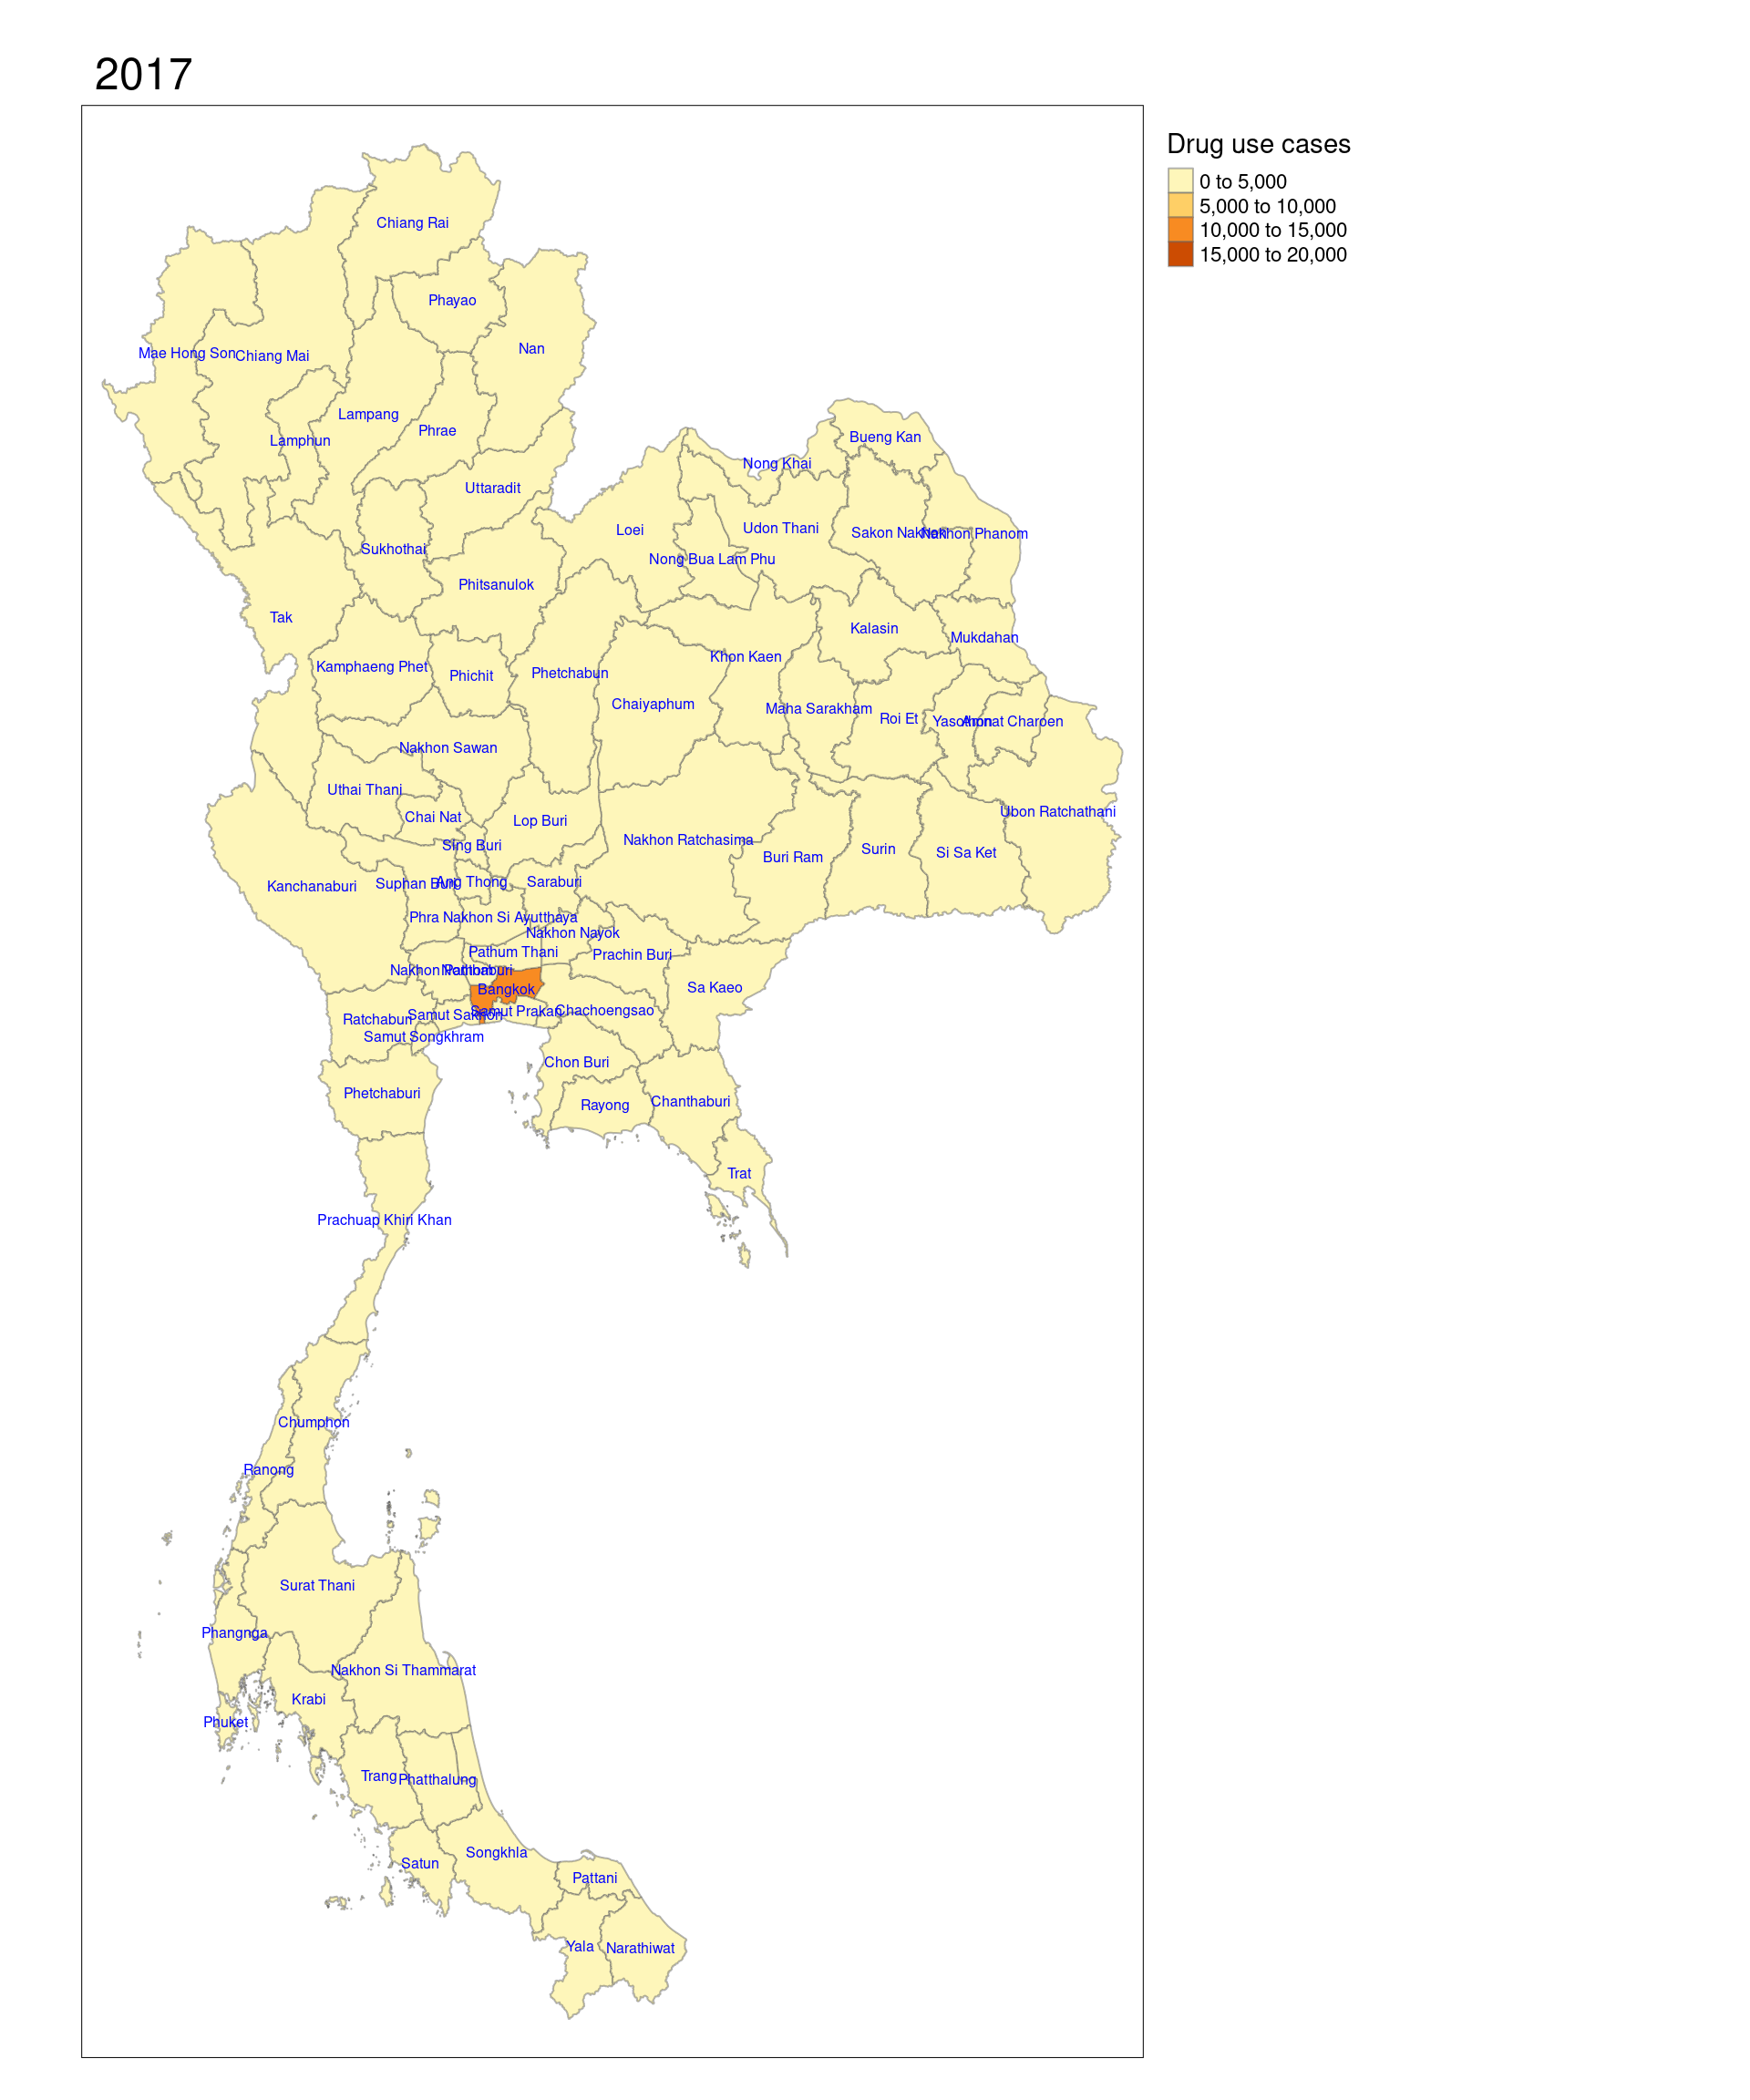 2017
Drug use cases
0 to 5,000
5,000 to 10,000
10,000 to 15,000
15,000 to 20,000
Chiang Rai
Phayao
Nan
Mae Hong Son
Chiang Mai
Lampang
Phrae
Lamphun
Bueng Kan
Nong Khai
Uttaradit
Loei
Udon Thani
Sakon Nakhon
Nakhon Phanom
Sukhothai
Nong Bua Lam Phu
Phitsanulok
Tak
Kalasin
Mukdahan
Khon Kaen
Kamphaeng Phet
Phichit
Phetchabun
Chaiyaphum
Maha Sarakham
Roi Et
Yasothon
Amnat Charoen
Nakhon Sawan
Uthai Thani
Chai Nat
Lop Buri
Ubon Ratchathani
Sing Buri
Nakhon Ratchasima
Buri Ram
Surin
Si Sa Ket
Kanchanaburi
Suphan Buri
Ang Thong
Saraburi
Phra Nakhon Si Ayutthaya
Nakhon Nayok
Pathum Thani
Prachin Buri
Nakhon Pathom
Nonthaburi
Bangkok
Sa Kaeo
Ratchaburi
Samut Sakhon
Samut Prakan
Chachoengsao
Samut Songkhram
Chon Buri
Phetchaburi
Rayong
Chanthaburi
Trat
Prachuap Khiri Khan
Chumphon
Ranong
Surat Thani
Phangnga
Nakhon Si Thammarat
Krabi
Phuket
Trang
Phatthalung
Songkhla
Satun
Pattani
Yala
Narathiwat